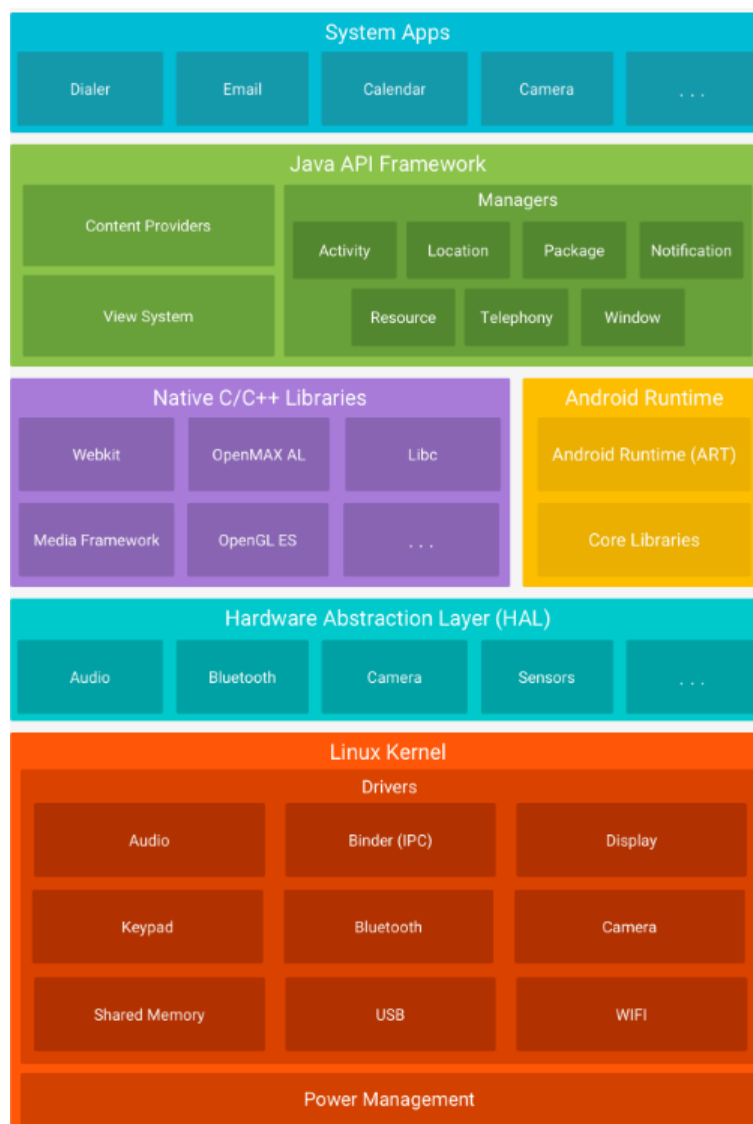 System Apps
Dialer
Email
Calendar
Camera
. . .
Java API Framework
Content Providers
View System
Managers
Activity
Location
Package
Notification
Resource
Telephony
Window
Native C/C++ Libraries
Webkit
OpenMAX AL
Libc
Media Framework
OpenGL ES
. . .
Android Runtime
Android Runtime (ART)
Core Libraries
Hardware Abstraction Layer (HAL)
Audio
Bluetooth
Camera
Sensors
. . .
Linux Kernel
Drivers
Audio
Binder (IPC)
Display
Keypad
Bluetooth
Camera
Shared Memory
USB
WIFI
Power Management